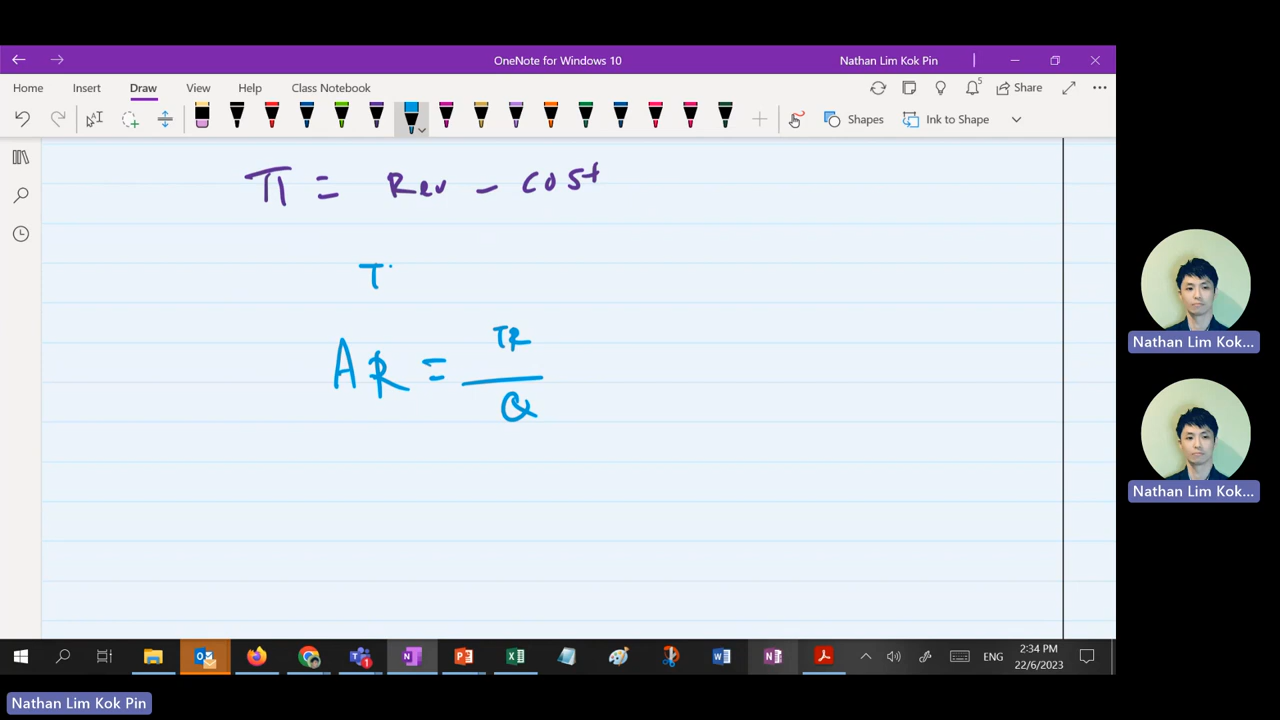 OneNote for Windows 10
Nathan Lim Kok Pin
Home Insert Draw View Help Class Notebook
5
Share
Shapes
Ink to Shape
π = Rev - cost
T
AR = TR
Q
Nathan Lim Kok...
Nathan Lim Kok...
1
ENG
2:34 PM
22/6/2023
Nathan Lim Kok Pin